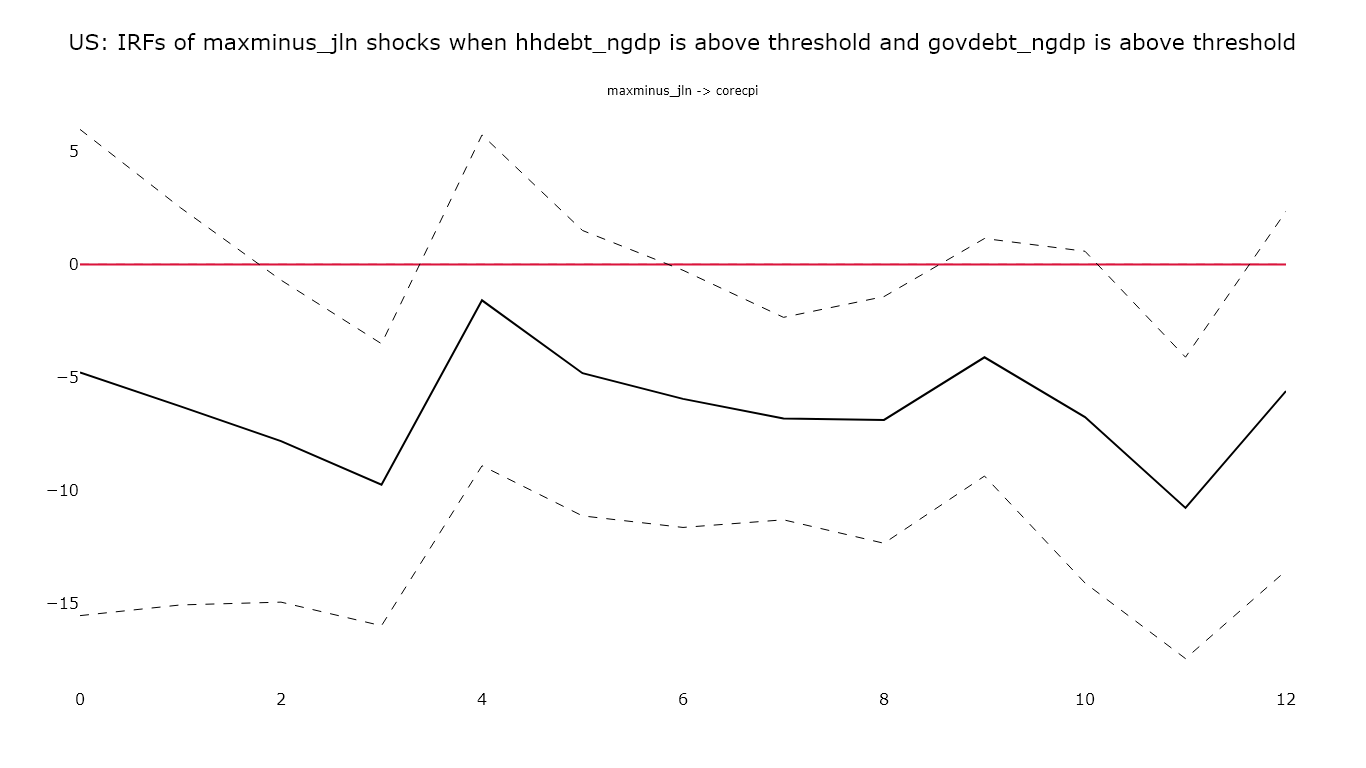 US: IRFs of maxminus_jln shocks when hhdebt_ngdp is above threshold and govdebt_ngdp is above threshold
maxminus_jln -> corecpi
5
0
−5
−10
−15
0 2 4 6 8 10 12